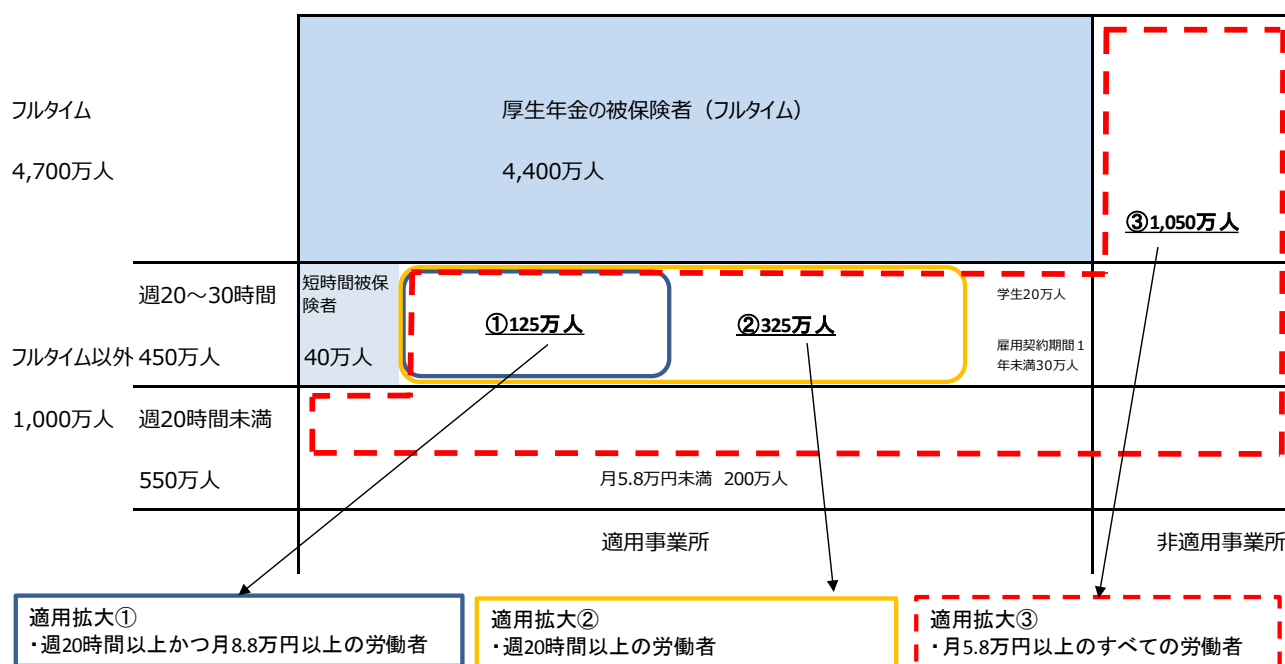 フルタイム
4,700万人
厚生年金の被保険者（フルタイム）
4,400万人
③1,050万人
週20～30時間
フルタイム以外 450万人
短時間被保
険者
40万人
①125万人
②325万人
学生20万人
雇用契約期間１
年未満30万人
1,000万人 週20時間未満
550万人
月5.8万円未満 200万人
適用事業所
非適用事業所
適用拡大①
・週20時間以上かつ月8.8万円以上の労働者
適用拡大②
・週20時間以上の労働者
適用拡大③
・月5.8万円以上のすべての労働者